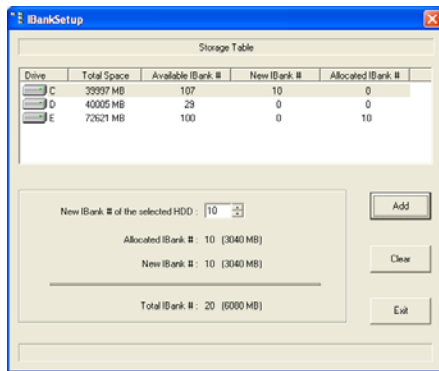 IBankSetup
Storage Table
Drive Total Space Available IBank # New IBank # Allocated IBank #
C 39997 MB 107 10 0
D 40005 MB 29 0 0
E 72621 MB 100 0 10
New IBank # of the selected HDD : 10
Add
Allocated IBank # : 10 (3040 MB)
New IBank # : 10 (3040 MB)
Clear
Total IBank # : 20 (6080 MB)
Exit